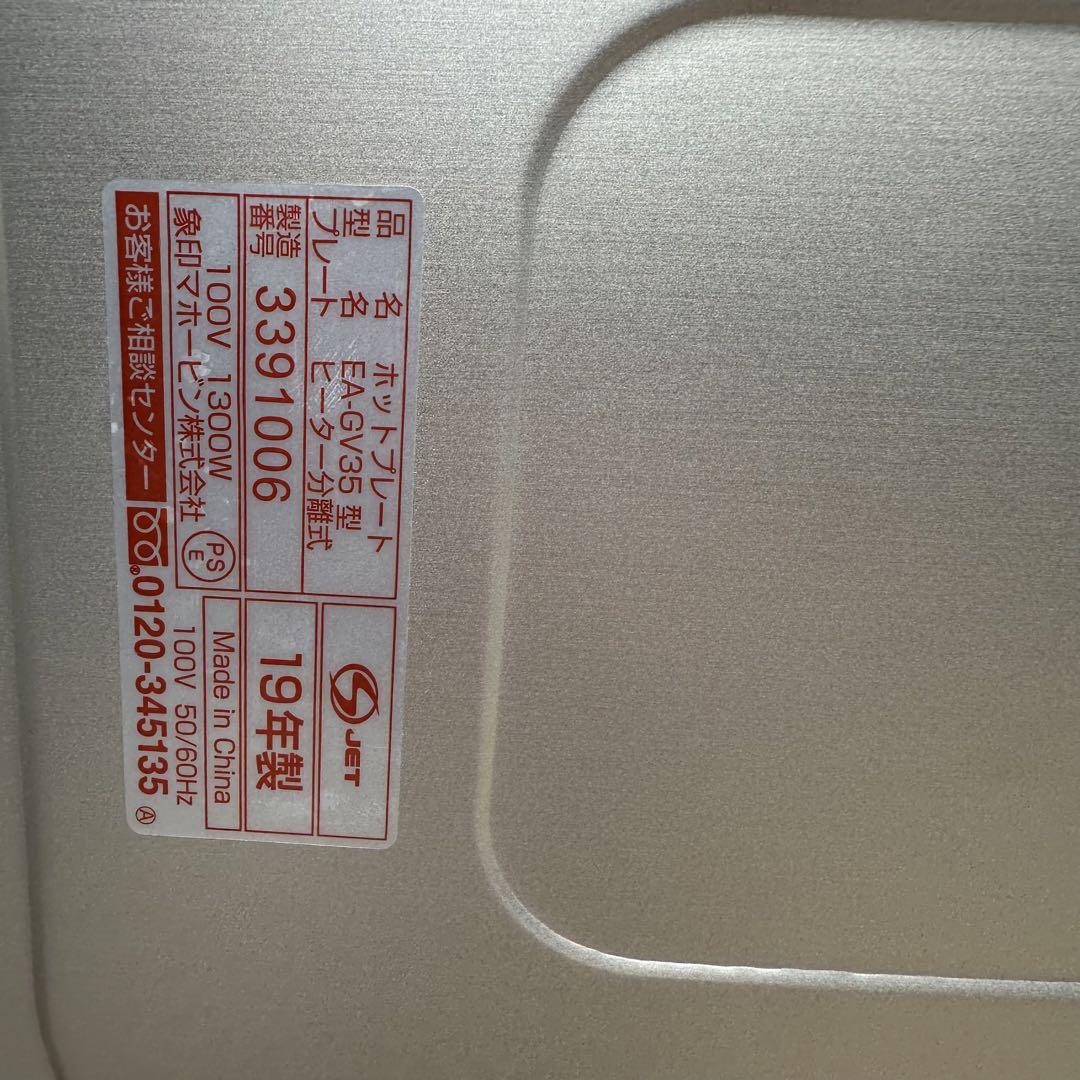 品名 ホットプレート
型名 EA-GV35 型
プレート ヒーター分離式
製造番号 3391006
100V 1300W
象印マホービン株式会社
PS
E
JET
19年製
Made in China
100V 50/60Hz
お客様ご相談センター 0120-345135 A